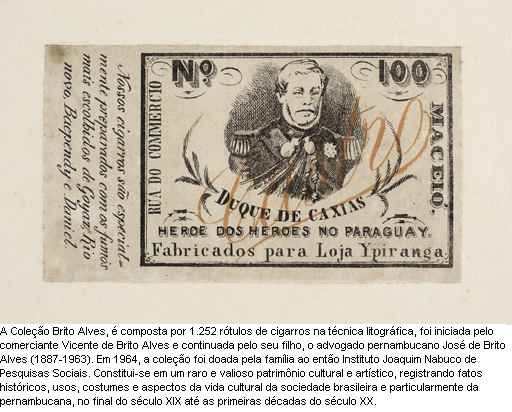 Nossos cigarros são especial=
mente preparados com os fumos
mais escolhidos de Goyaz, Rio
novo, Baependy e Daniel
Nº 100
RUA DO COMMERCIO
MACEIÓ.
DUQUE DE CAXIAS
HEROE DOS HEROES NO PARAGUAY.
Fabricados para Loja Ypiranga
A Coleção Brito Alves, é composta por 1.252 rótulos de cigarros na técnica litográfica, foi iniciada pelo
comerciante Vicente de Brito Alves e continuada pelo seu filho, o advogado pernambucano José de Brito
Alves (1887-1963). Em 1964, a coleção foi doada pela família ao então Instituto Joaquim Nabuco de
Pesquisas Sociais. Constitui-se em um raro e valioso patrimônio cultural e artístico, registrando fatos
históricos, usos, costumes e aspectos da vida cultural da sociedade brasileira e particularmente da
pernambucana, no final do século XIX até as primeiras décadas do século XX.